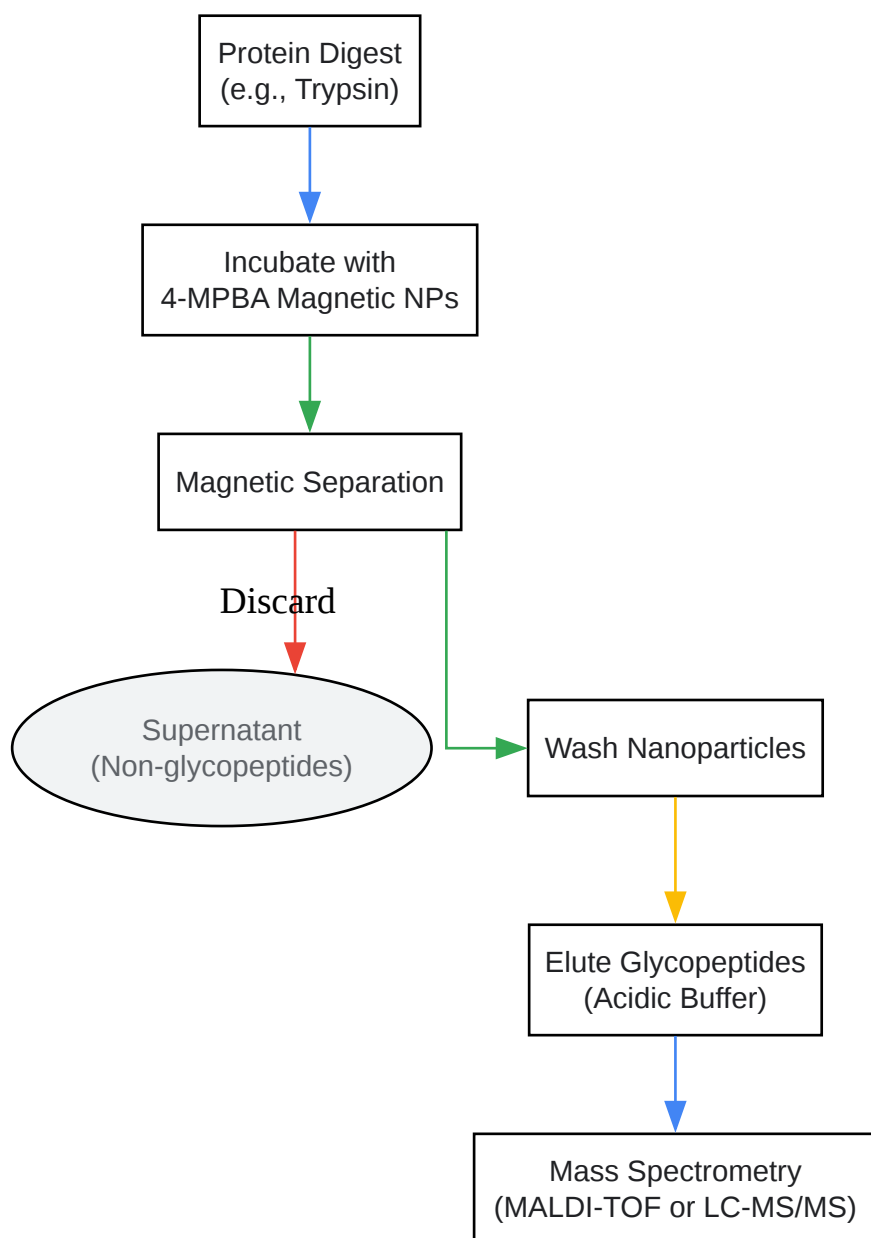 Protein Digest
(e.g., Trypsin)
Incubate with
4-MPBA Magnetic NPs
Magnetic Separation
Discard
Supernatant
(Non-glycopeptides)
Wash Nanoparticles
Elute Glycopeptides
(Acidic Buffer)
Mass Spectrometry
(MALDI-TOF or LC-MS/MS)